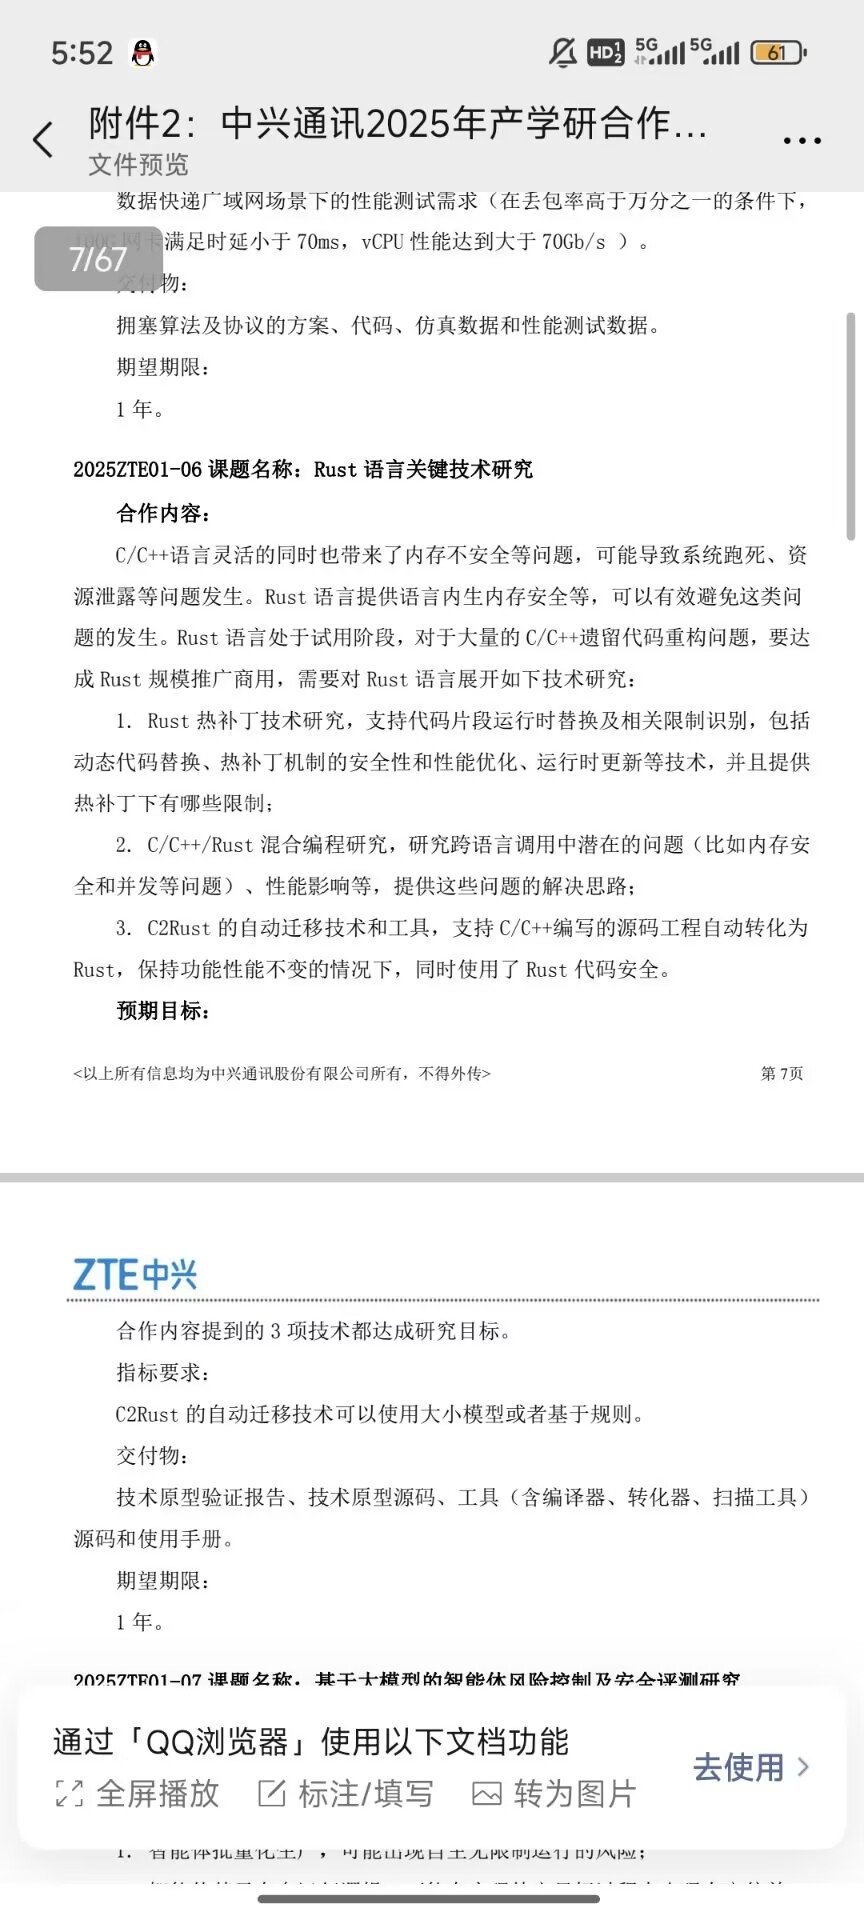 5:52
HD 1 2 5G 5G 61
附件2：中兴通讯2025年产学研合作...
文件预览
数据快递广域网场景下的性能测试需求（在丢包率高于万分之一的条件下，
网卡满足时延小于 70ms，vCPU 性能达到大于 70Gb/s ）。
7/67
交付物：
拥塞算法及协议的方案、代码、仿真数据和性能测试数据。
期望期限：
1 年。
2025ZTE01-06 课题名称：Rust 语言关键技术研究
合作内容：
C/C++语言灵活的同时也带来了内存不安全等问题，可能导致系统跑死、资
源泄露等问题发生。Rust 语言提供语言内生内存安全等，可以有效避免这类问
题的发生。Rust 语言处于试用阶段，对于大量的 C/C++遗留代码重构问题，要达
成 Rust 规模推广商用，需要对 Rust 语言展开如下技术研究：
1. Rust 热补丁技术研究，支持代码片段运行时替换及相关限制识别，包括
动态代码替换、热补丁机制的安全性和性能优化、运行时更新等技术，并且提供
热补丁下有哪些限制；
2. C/C++/Rust 混合编程研究，研究跨语言调用中潜在的问题（比如内存安
全和并发等问题）、性能影响等，提供这些问题的解决思路；
3. C2Rust 的自动迁移技术和工具，支持 C/C++编写的源码工程自动转化为
Rust，保持功能性能不变的情况下，同时使用了 Rust 代码安全。
预期目标：
<以上所有信息均为中兴通讯股份有限公司所有，不得外传>
第 7页
ZTE中兴
合作内容提到的 3 项技术都达成研究目标。
指标要求：
C2Rust 的自动迁移技术可以使用大小模型或者基于规则。
交付物：
技术原型验证报告、技术原型源码、工具（含编译器、转化器、扫描工具）
源码和使用手册。
期望期限：
1 年。
2025ZTE01-07 课题名称：基于大模型的智能体风险控制及安全评测研究
通过「QQ浏览器」使用以下文档功能
去使用
全屏播放 标注/填写 转为图片
1. 智能体批量化生产，可能出现自主无限制运行的风险；